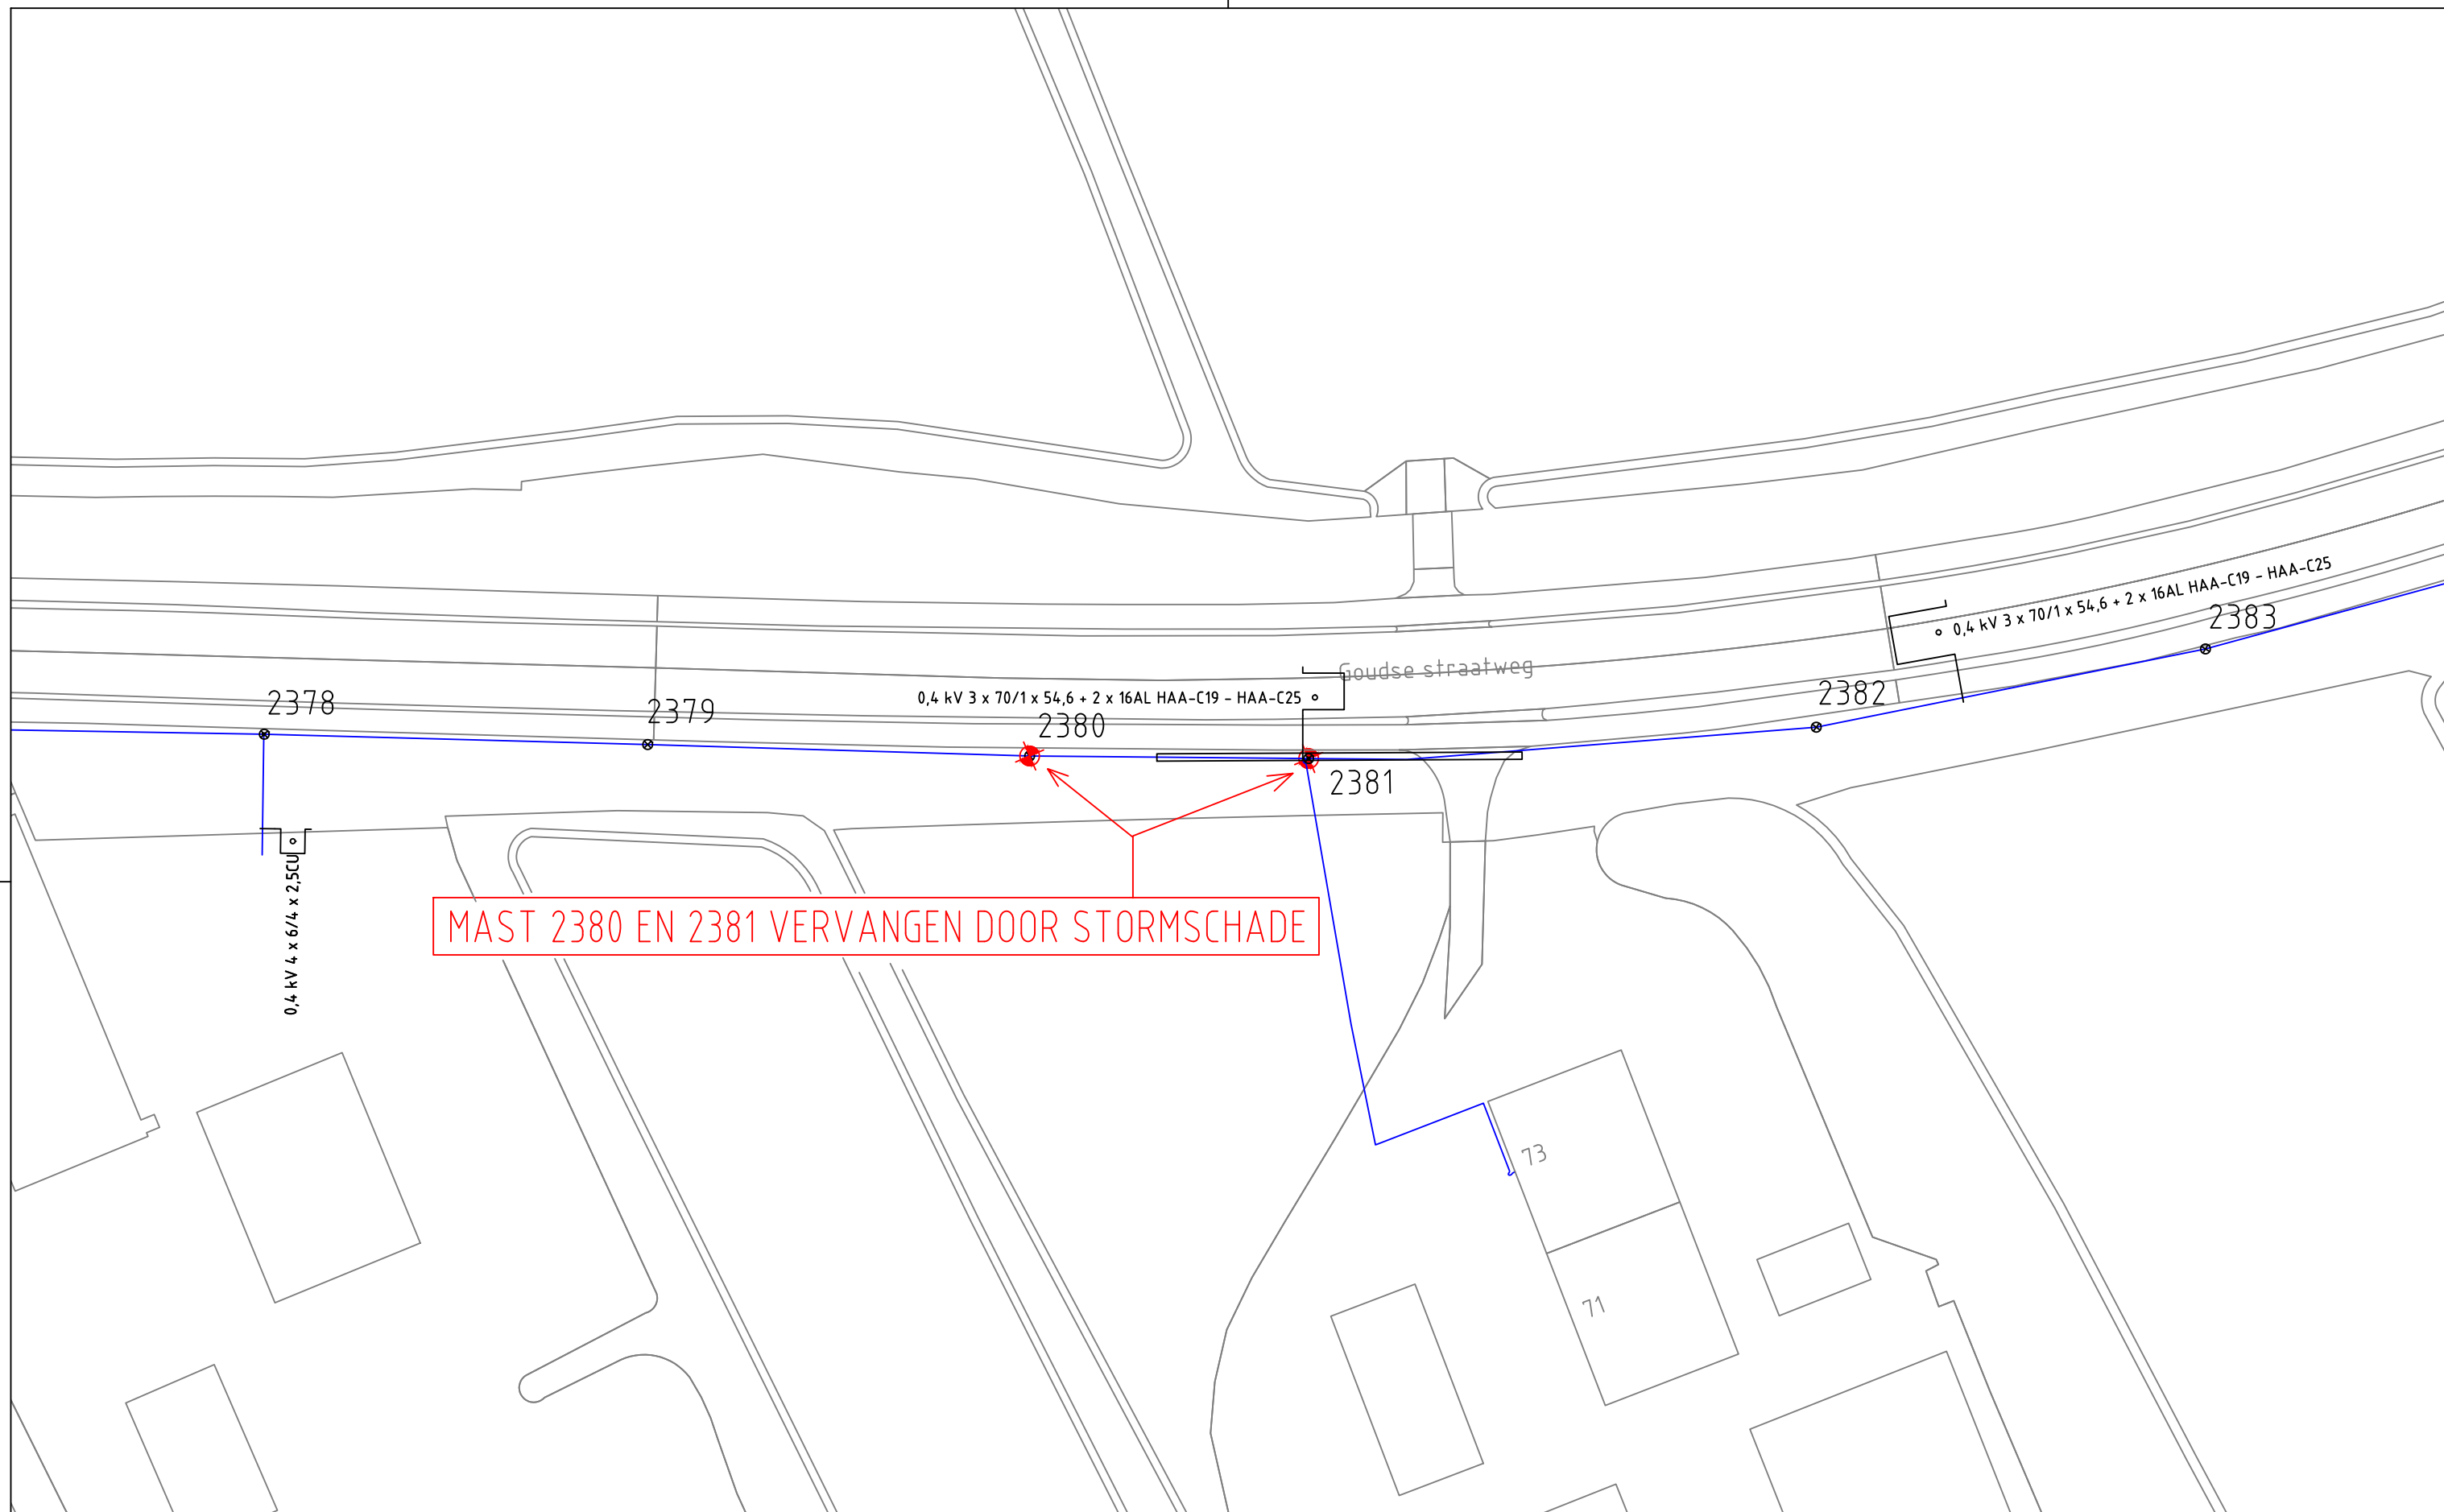 0,4 kV 3 x 70/1 x 54,6 + 2 x 16AL HAA-C19 - HAA-C25
2383
Goudse straatweg
2382
0,4 kV 3 x 70/1 x 54,6 + 2 x 16AL HAA-C19 - HAA-C25
2378
2379
2380
2381
0,4 kV 4 x 6/4 x 2,5CU
MAST 2380 EN 2381 VERVANGEN DOOR STORMSCHADE
73
71